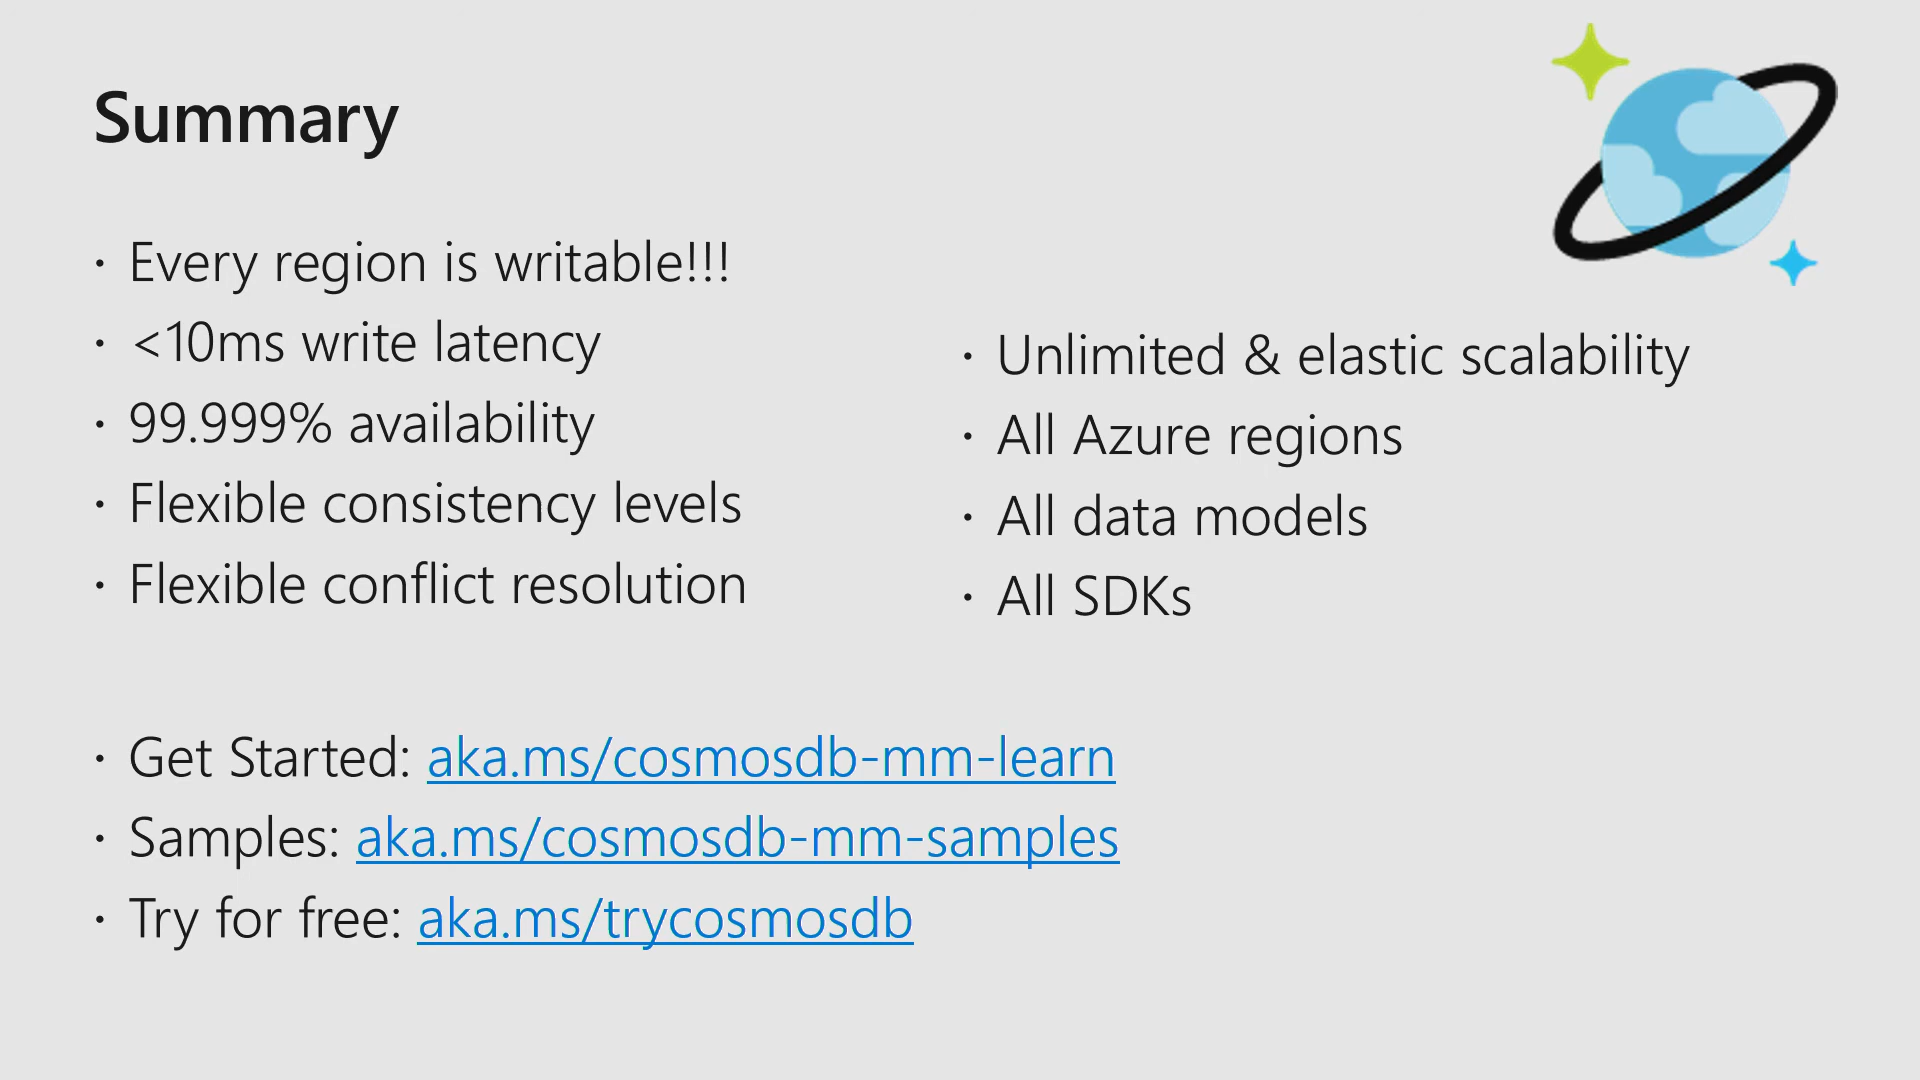 Summary
· Every region is writable!!!
· <10ms write latency
· 99.999% availability
· Flexible consistency levels
· Flexible conflict resolution
· Unlimited & elastic scalability
· All Azure regions
· All data models
· All SDKs
· Get Started: aka.ms/cosmosdb-mm-learn
· Samples: aka.ms/cosmosdb-mm-samples
· Try for free: aka.ms/trycosmosdb